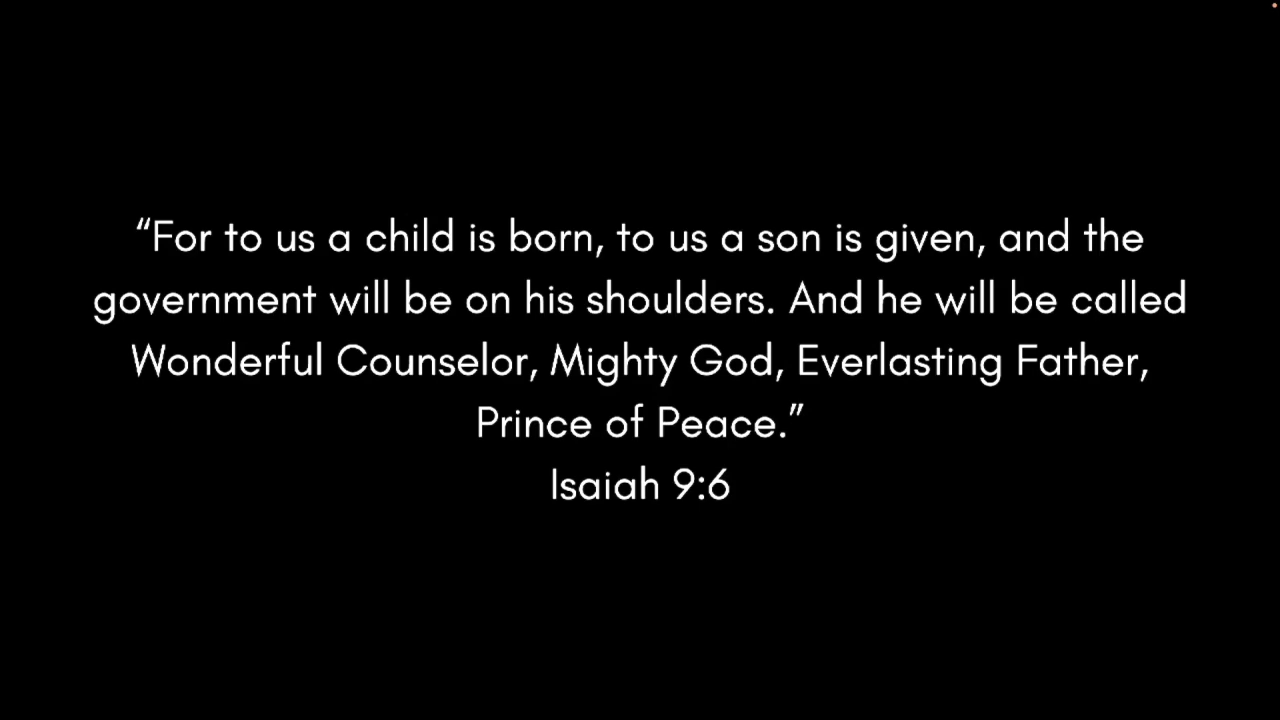 “For to us a child is born, to us a son is given, and the
government will be on his shoulders. And he will be called
Wonderful Counselor, Mighty God, Everlasting Father,
Prince of Peace.”
Isaiah 9:6